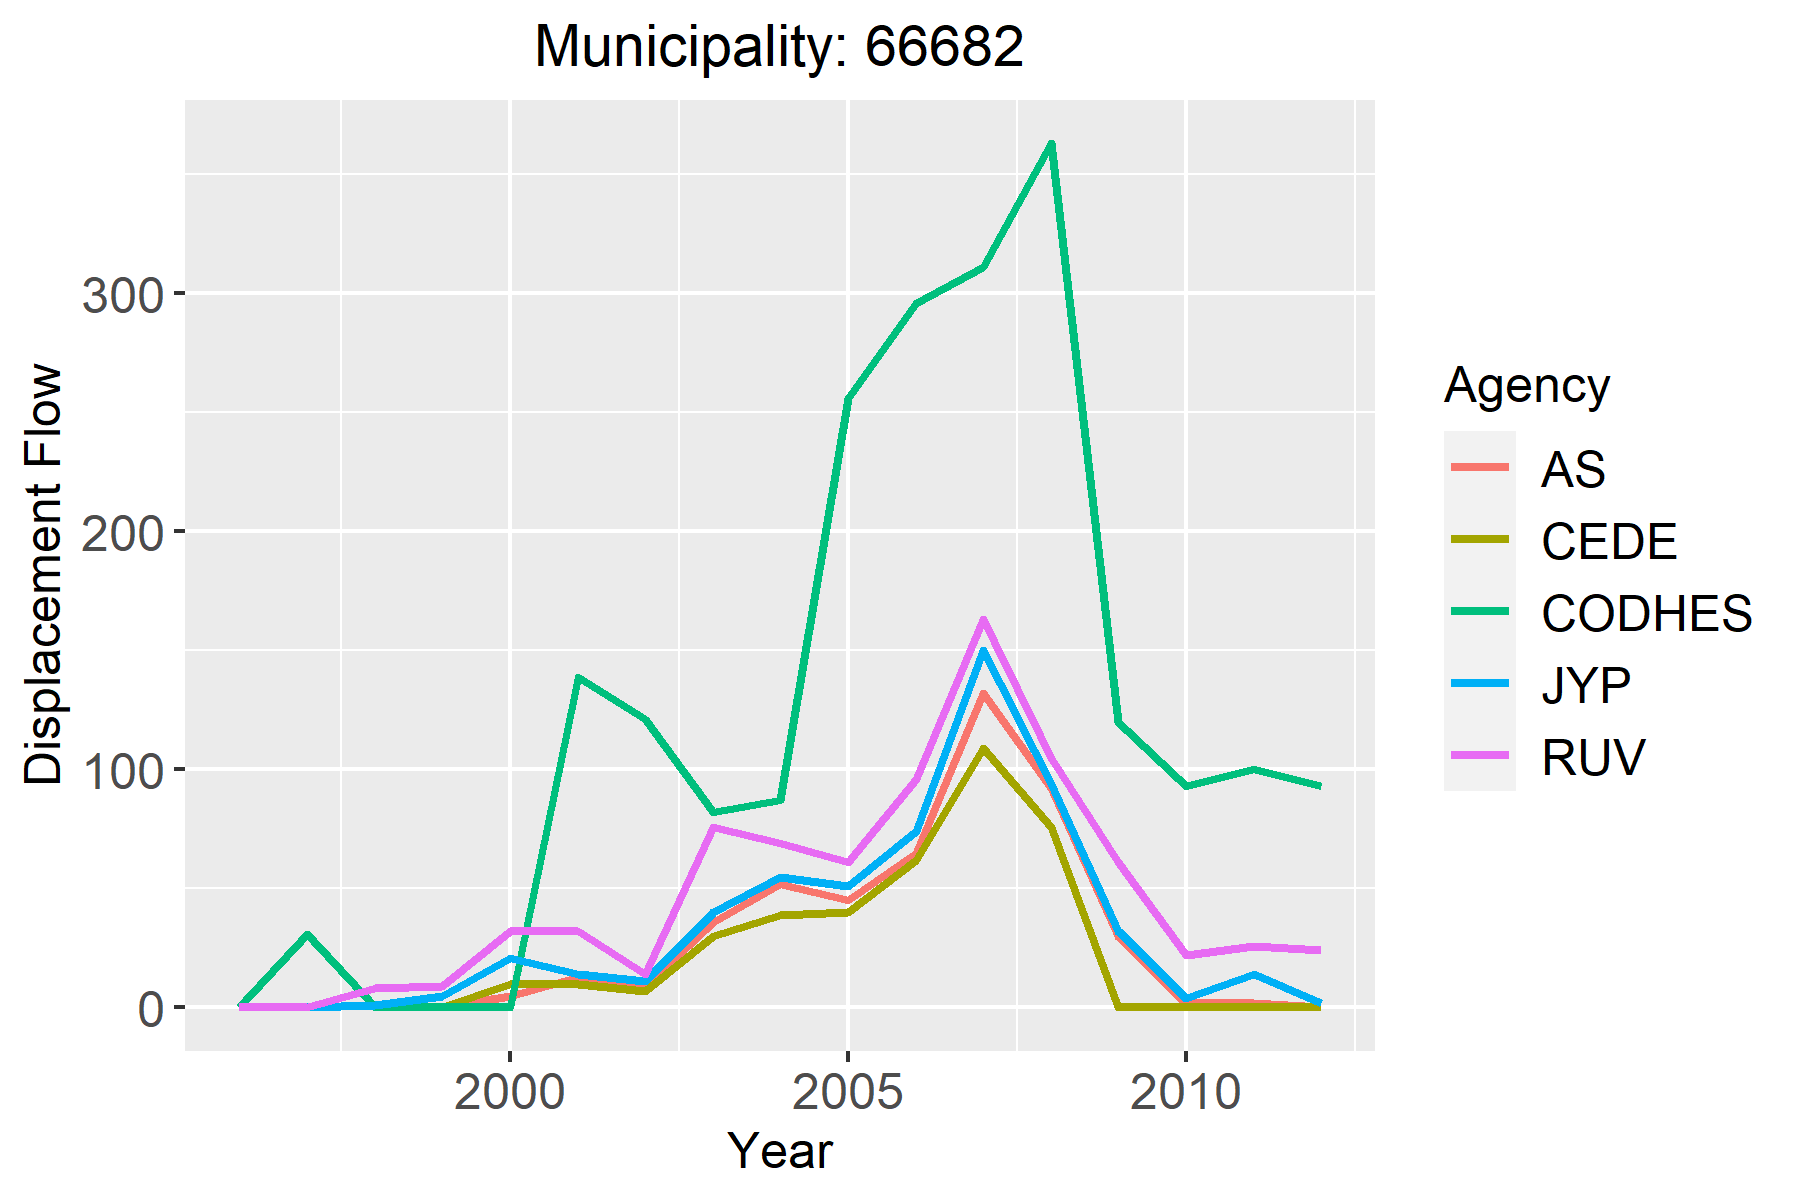 Municipality: 66682
Displacement Flow
300
200
100
0
2000 2005 2010
Year
Agency
AS
CEDE
CODHES
JYP
RUV